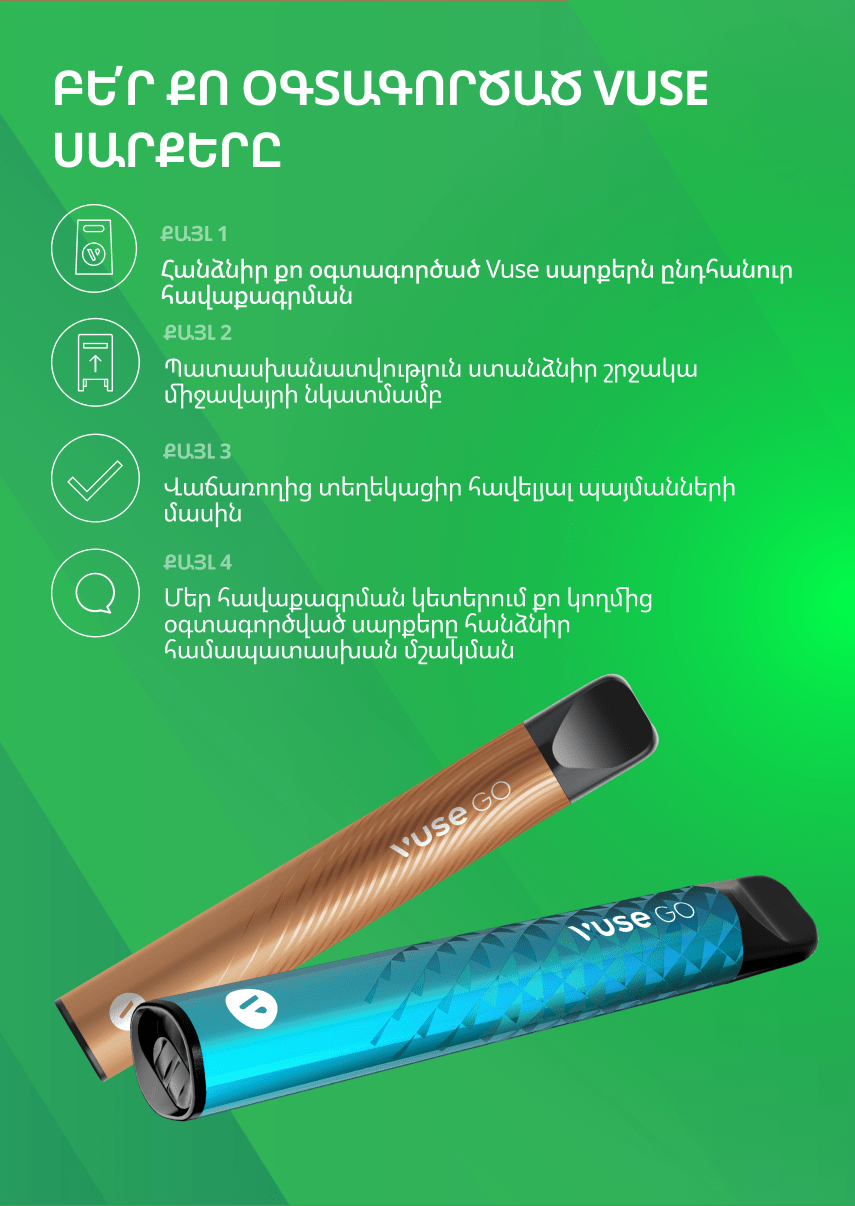 ԲԵ՛Ր ՔՈ ՕԳՏԱԳՈՐԾԱԾ VUSE
ՍԱՐՔԵՐԸ
ՔԱՅԼ 1
Հանձնիր քո օգտագործած Vuse սարքերն ընդհանուր
հավաքագրման
ՔԱՅԼ 2
Պատասխանատվություն ստանձնիր շրջակա
միջավայրի նկատմամբ
ՔԱՅԼ 3
Վաճառողից տեղեկացիր հավելյալ պայմանների
մասին
ՔԱՅԼ 4
Մեր հավաքագրման կետերում քո կողմից
օգտագործված սարքերը հանձնիր
համապատասխան մշակման
Vuse GO
Vuse GO